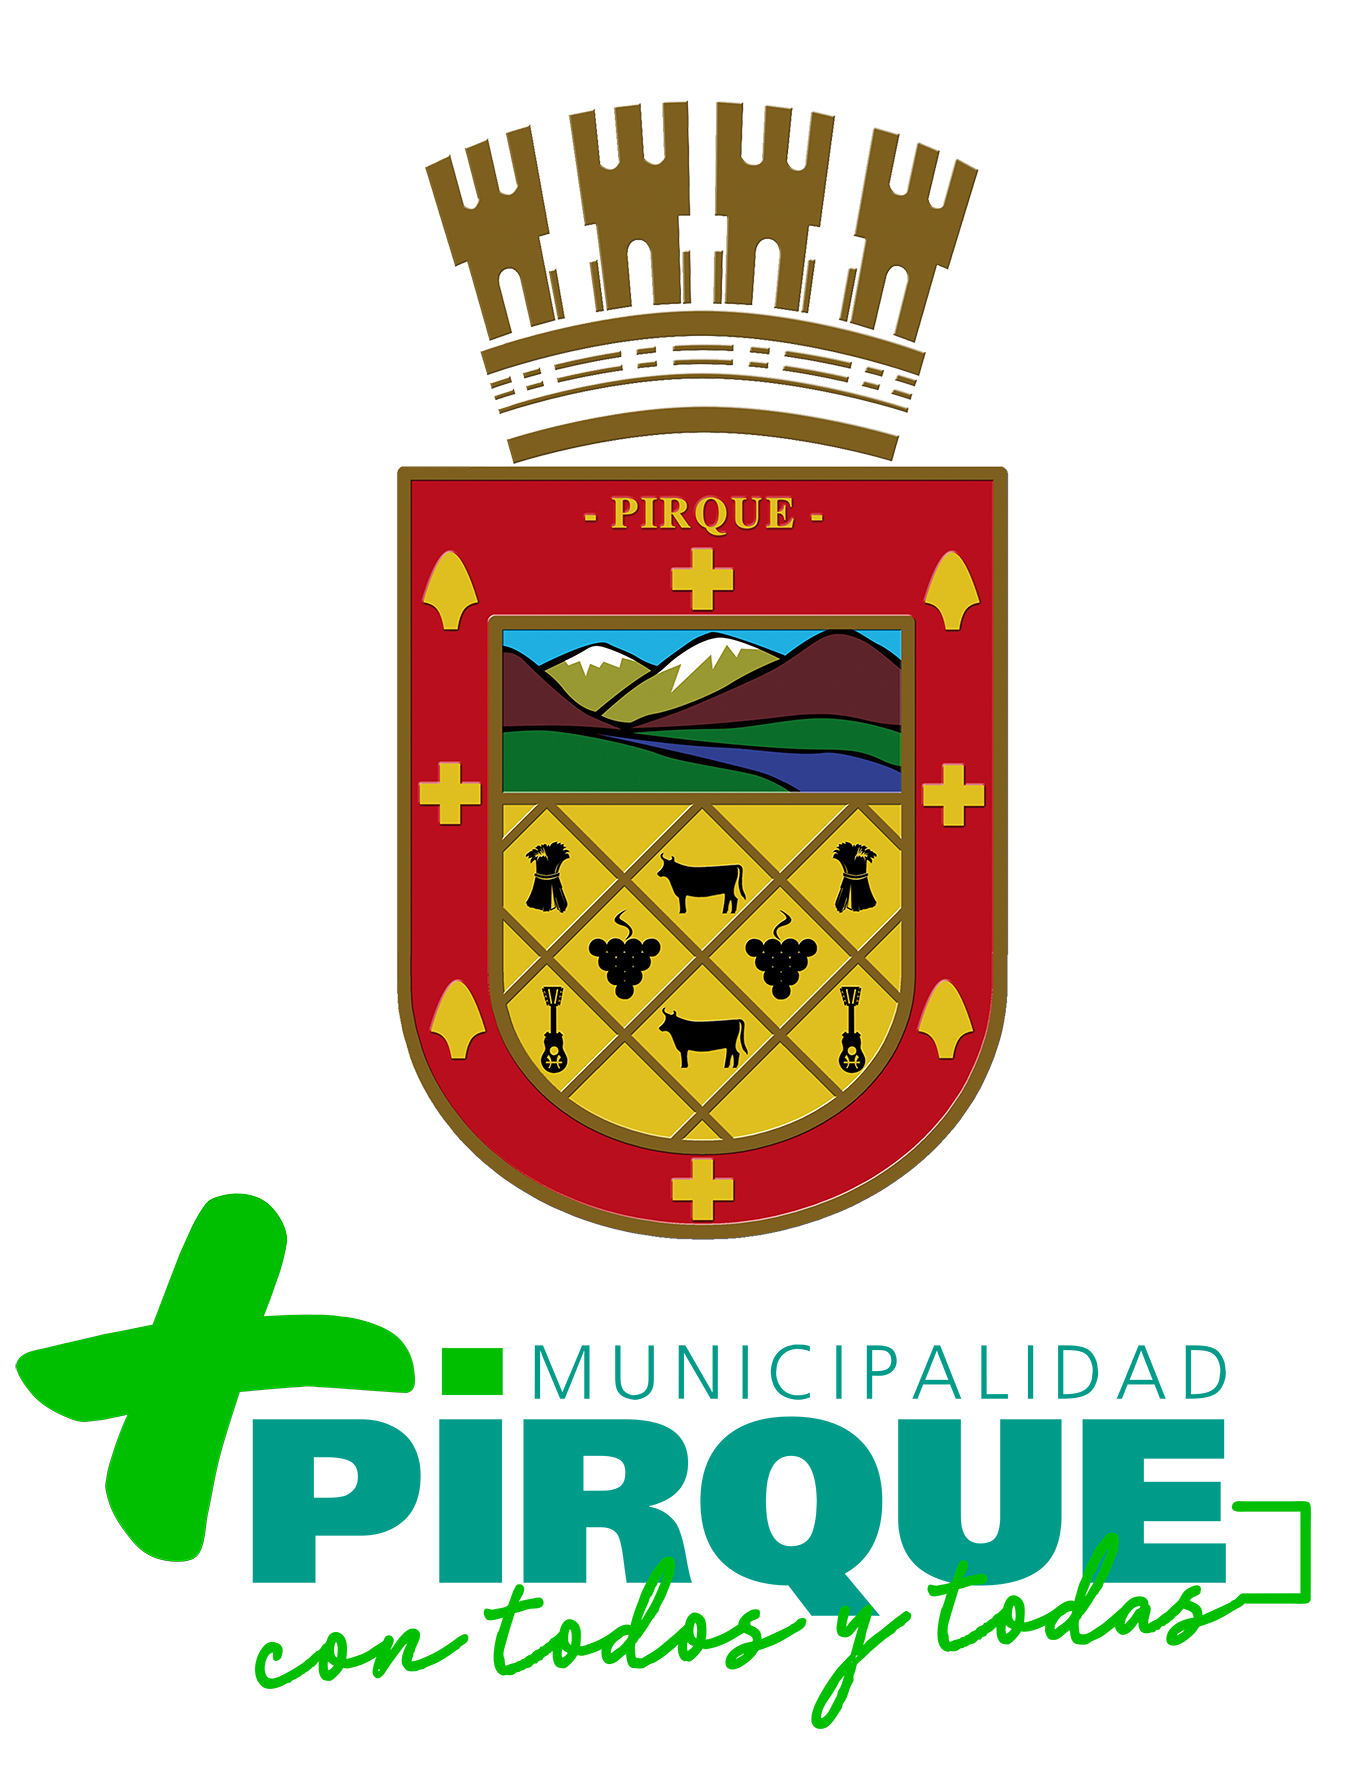 - PIRQUE -
MUNICIPALIDAD
+PiRQUE
con todos y todas